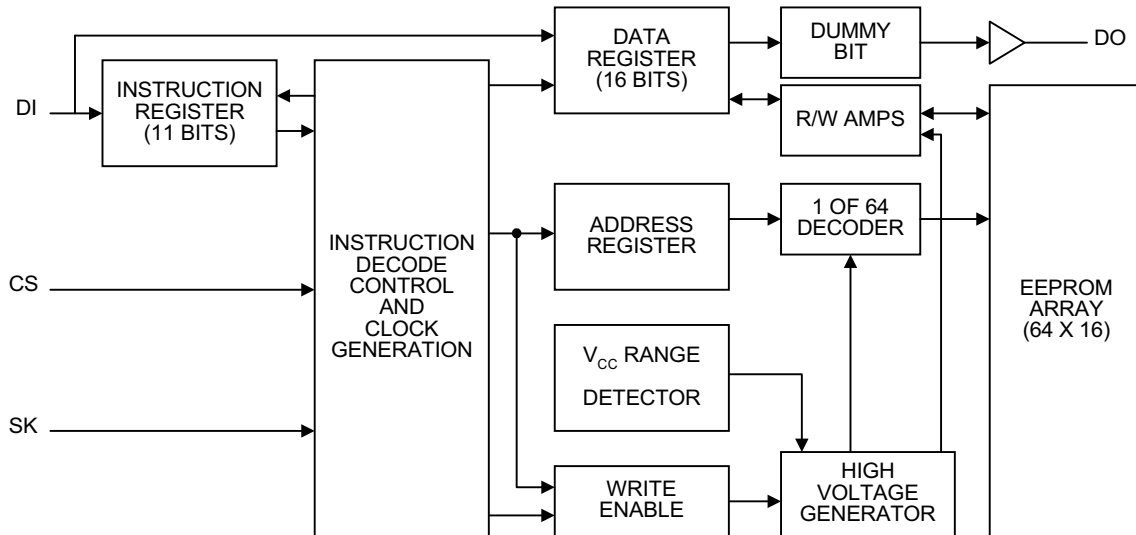 DATA
REGISTER
(16 BITS)
DUMMY
BIT
DO
DI
INSTRUCTION
REGISTER
(11 BITS)
R/W AMPS
INSTRUCTION
DECODE
CONTROL
AND
CLOCK
GENERATION
ADDRESS
REGISTER
1 OF 64
DECODER
CS
EEPROM
ARRAY
(64 X 16)
VCC RANGE
DETECTOR
SK
WRITE
ENABLE
HIGH
VOLTAGE
GENERATOR